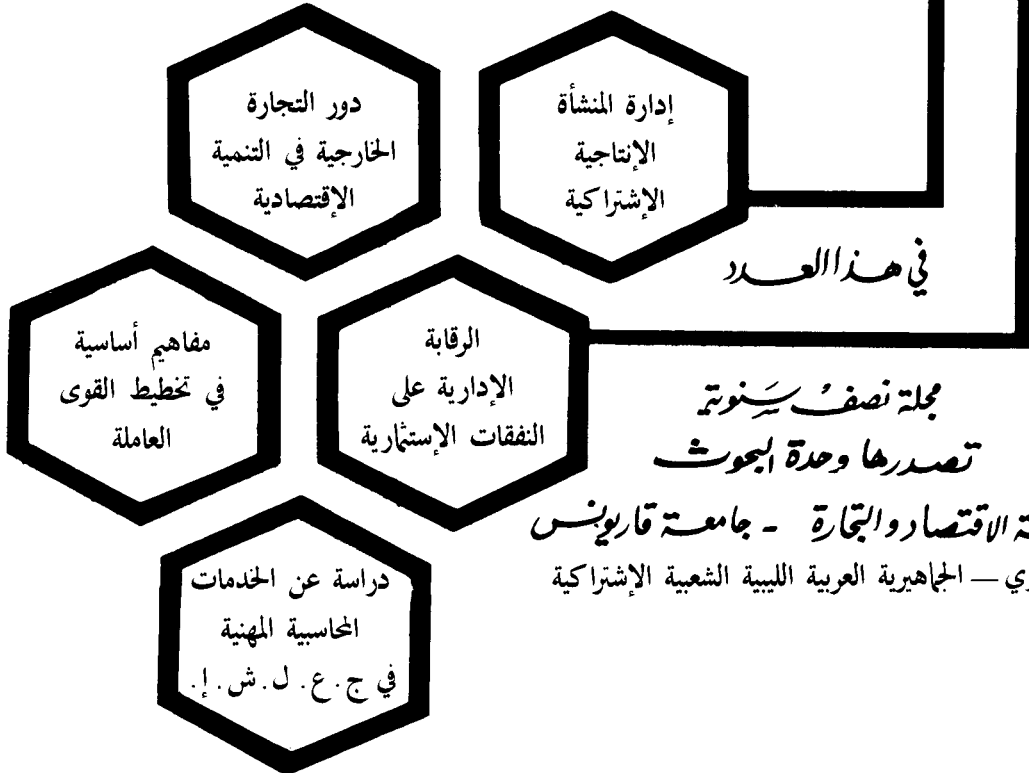 إدارة المنشأة
الإنتاجية
الإشتراكية
دور التجارة
الخارجية في التنمية
الإقتصادية
في هذا العدد
الرقابة
الإدارية على
النفقات الإستثمارية
مفاهيم أساسية
في تخطيط القوى
العاملة
دراسة عن الخدمات
المحاسبية المهنية
في ج . ع . ل . ش . إ .
مجلة نصف سنوية
تصدرها وحدة البحوث
الاقتصاد والتجارة - جامعة قاريونس
— الجماهيرية العربية الليبية الشعبية الإشتراكية